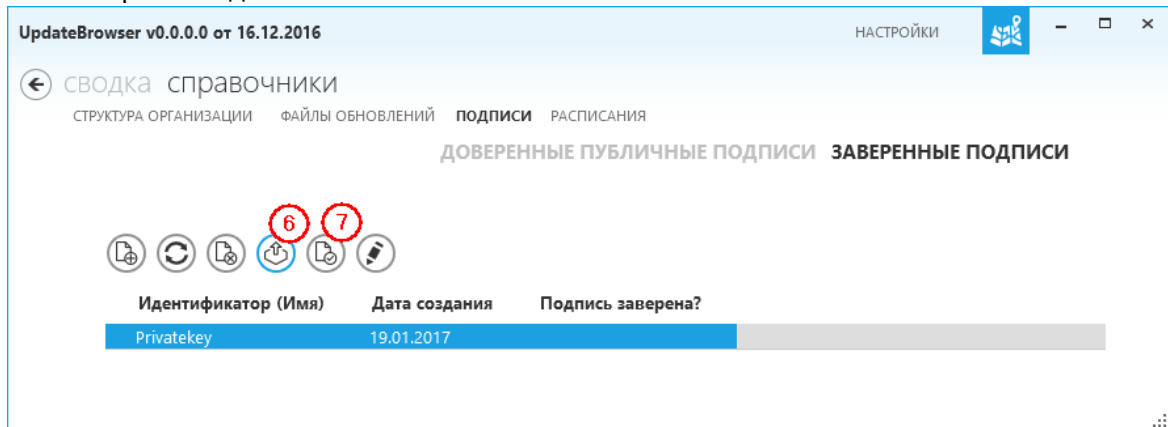 UpdateBrowser v0.0.0.0 от 16.12.2016 НАСТРОЙКИ
сводка справочники
СТРУКТУРА ОРГАНИЗАЦИИ ФАЙЛЫ ОБНОВЛЕНИЙ ПОДПИСИ РАСПИСАНИЯ
ДОВЕРЕННЫЕ ПУБЛИЧНЫЕ ПОДПИСИ ЗАВЕРЕННЫЕ ПОДПИСИ
6 7
Идентификатор (Имя) Дата создания Подпись заверена?
Privatekey 19.01.2017